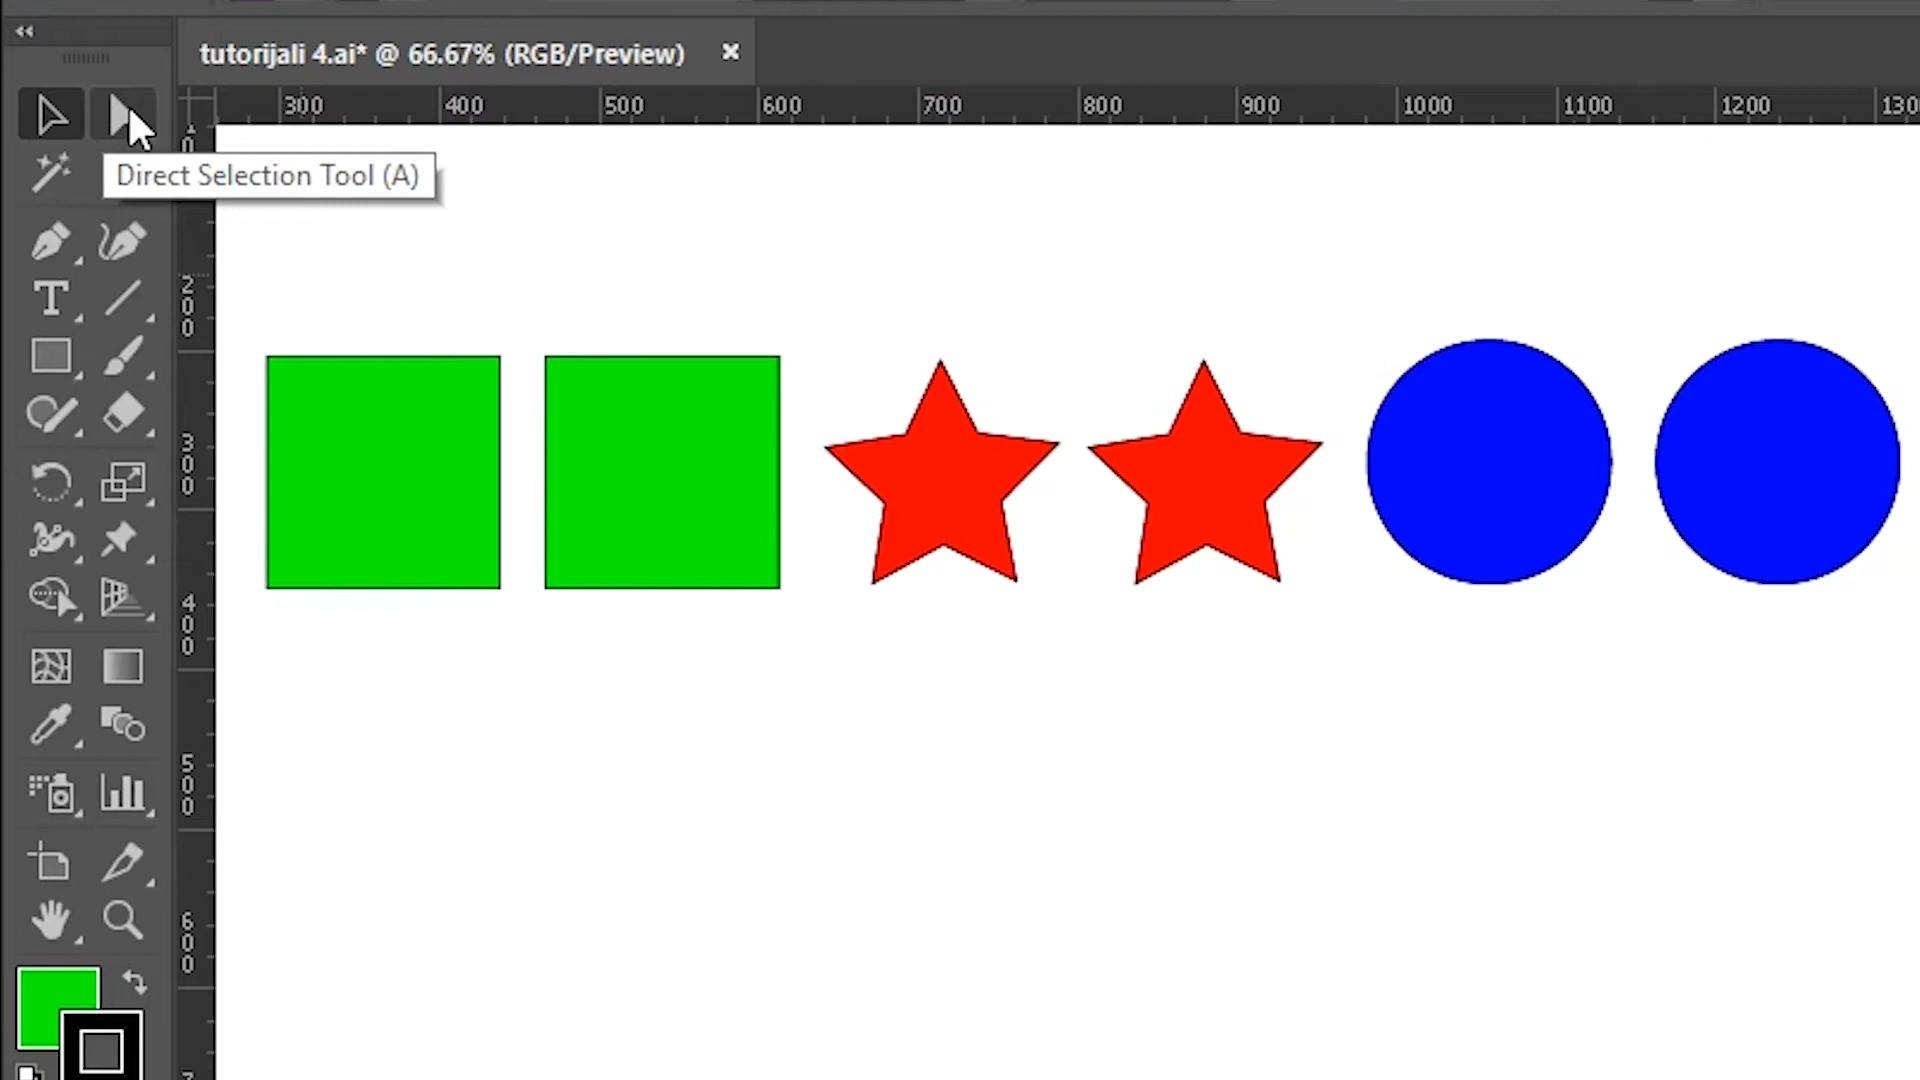 tutorijali 4.ai* @ 66.67% (RGB/Preview)
300 400 500 600 700 800 900 1000 1100 1200 130
Direct Selection Tool (A)
200
300
400
500
600